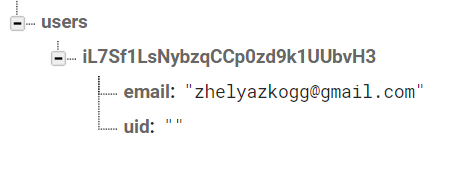 users
iL7Sf1LsNybzqCCp0zd9k1UUbvH3
email: "zhelyazkogg@gmail.com"
uid: ""